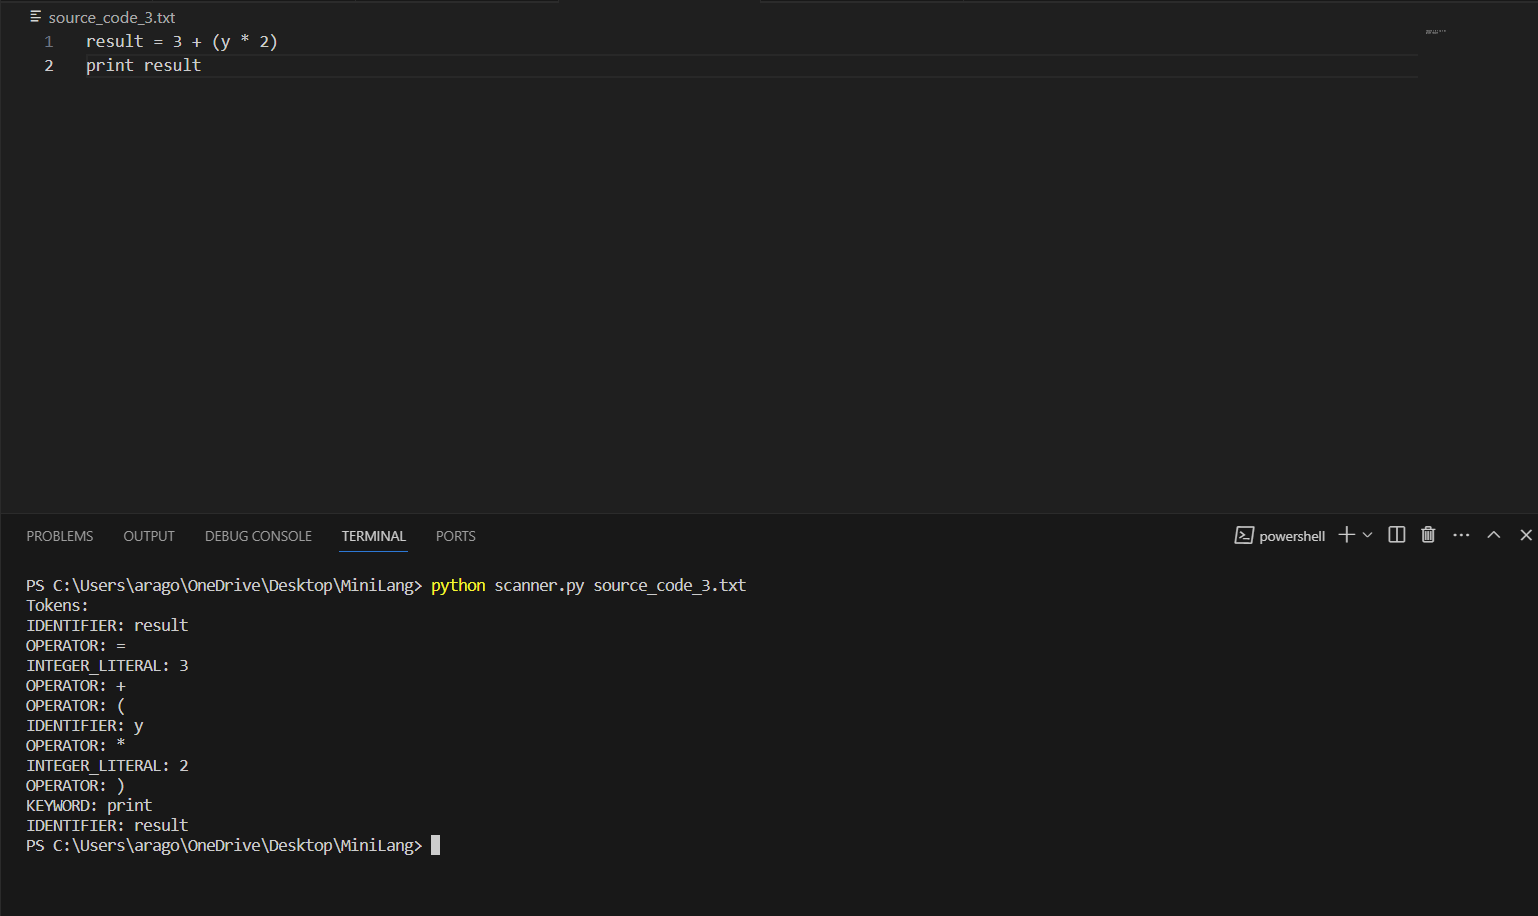 source_code_3.txt
1 result = 3 + (y * 2)
2 print result
PROBLEMS OUTPUT DEBUG CONSOLE TERMINAL PORTS powershell
PS C:\Users\arago\OneDrive\Desktop\MiniLang> python scanner.py source_code_3.txt
Tokens:
IDENTIFIER: result
OPERATOR: =
INTEGER_LITERAL: 3
OPERATOR: +
OPERATOR: (
IDENTIFIER: y
OPERATOR: *
INTEGER_LITERAL: 2
OPERATOR: )
KEYWORD: print
IDENTIFIER: result
PS C:\Users\arago\OneDrive\Desktop\MiniLang>